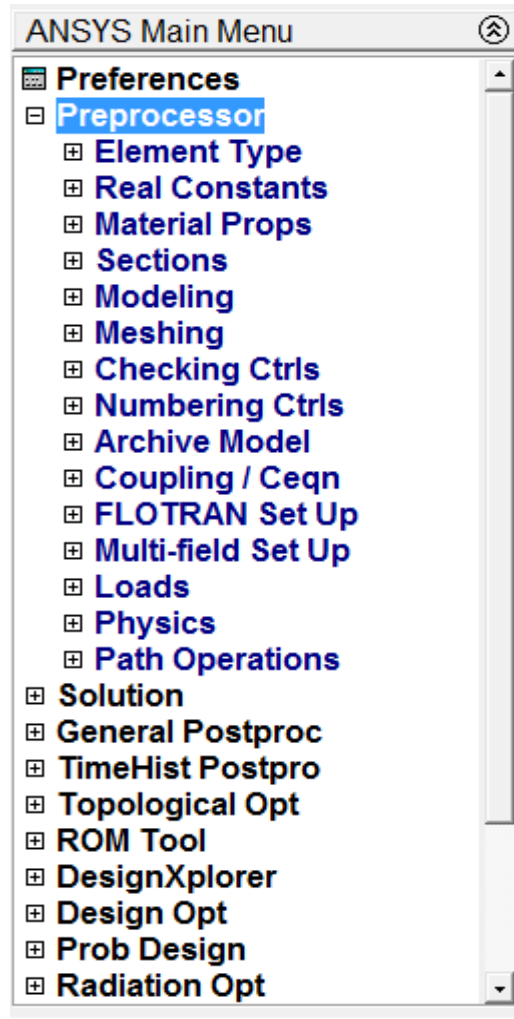 ANSYS Main Menu
Preferences
Preprocessor
Element Type
Real Constants
Material Props
Sections
Modeling
Meshing
Checking Ctrls
Numbering Ctrls
Archive Model
Coupling / Ceqn
FLOTRAN Set Up
Multi-field Set Up
Loads
Physics
Path Operations
Solution
General Postproc
TimeHist Postpro
Topological Opt
ROM Tool
DesignXplorer
Design Opt
Prob Design
Radiation Opt